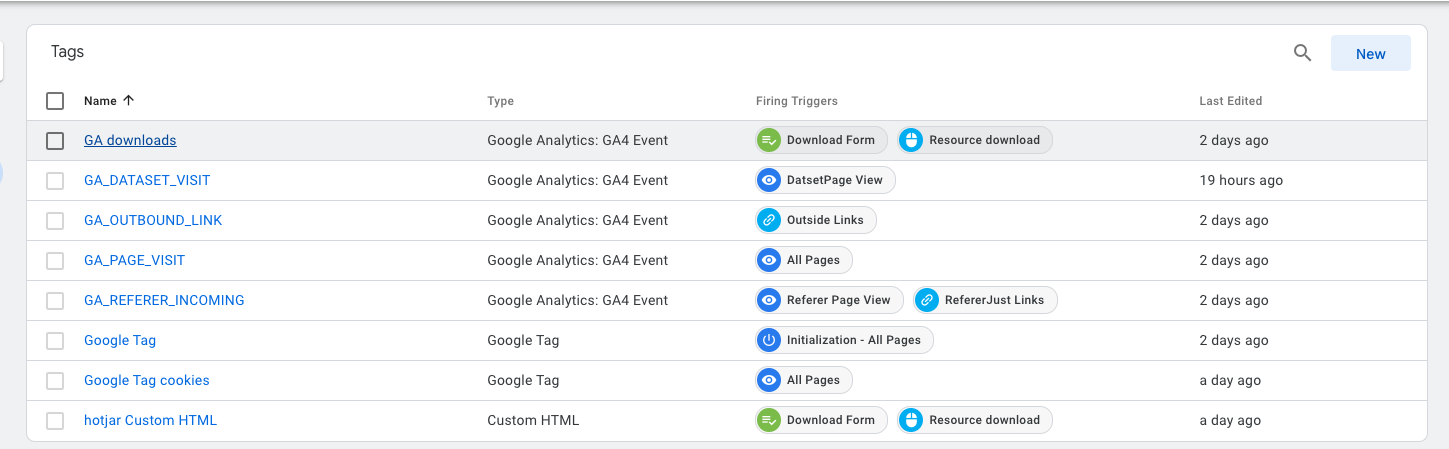 Tags
New
Name Type Firing Triggers Last Edited
GA downloads Google Analytics: GA4 Event Download Form Resource download 2 days ago
GA_DATASET_VISIT Google Analytics: GA4 Event DatsetPage View 19 hours ago
GA_OUTBOUND_LINK Google Analytics: GA4 Event Outside Links 2 days ago
GA_PAGE_VISIT Google Analytics: GA4 Event All Pages 2 days ago
GA_REFERER_INCOMING Google Analytics: GA4 Event Referer Page View RefererJust Links 2 days ago
Google Tag Google Tag Initialization - All Pages 2 days ago
Google Tag cookies Google Tag All Pages a day ago
hotjar Custom HTML Custom HTML Download Form Resource download a day ago